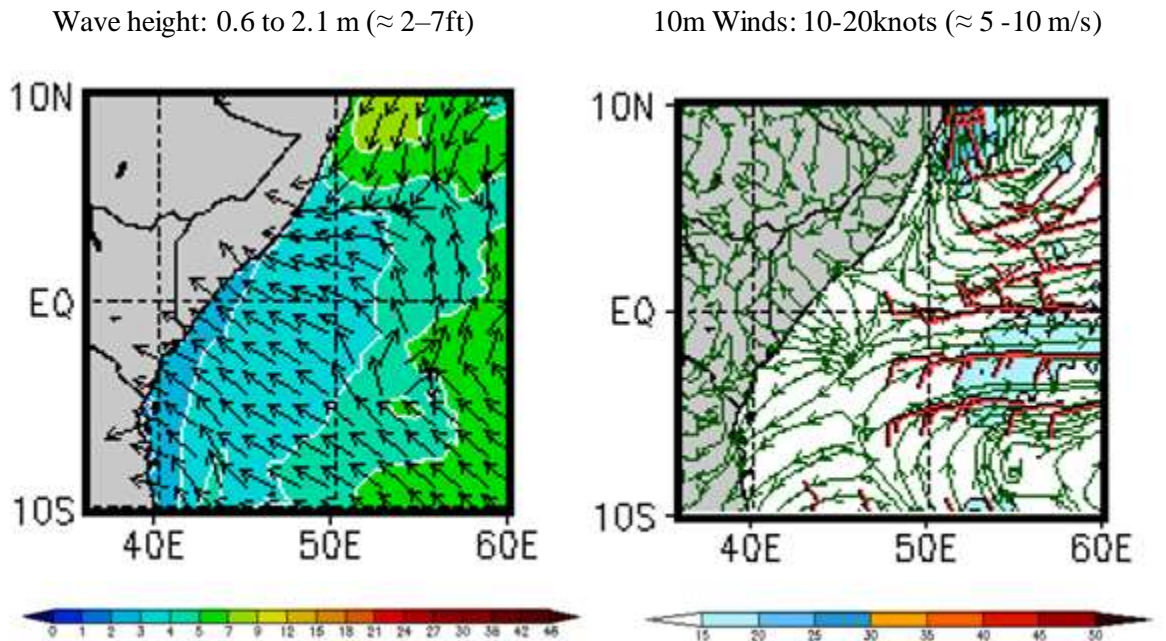 Wave height: 0.6 to 2.1 m (≈ 2–7ft)
10m Winds: 10-20knots (≈ 5 -10 m/s)
10N
EQ
10S
40E 50E 60E
0 1 2 3 4 5 7 9 12 15 18 21 24 27 30 36 42 48
10N
EQ
10S
40E 50E 60E
15 20 25 30 35 40 45 50